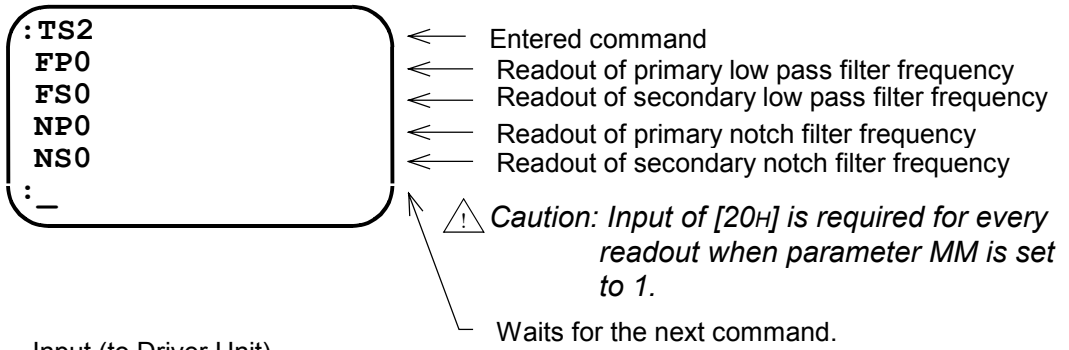 :TS2
FP0
FS0
NP0
NS0
:_
Entered command
Readout of primary low pass filter frequency
Readout of secondary low pass filter frequency
Readout of primary notch filter frequency
Readout of secondary notch filter frequency
! Caution: Input of [20H] is required for every
readout when parameter MM is set
to 1.
Waits for the next command.
Input (to Driver Unit)